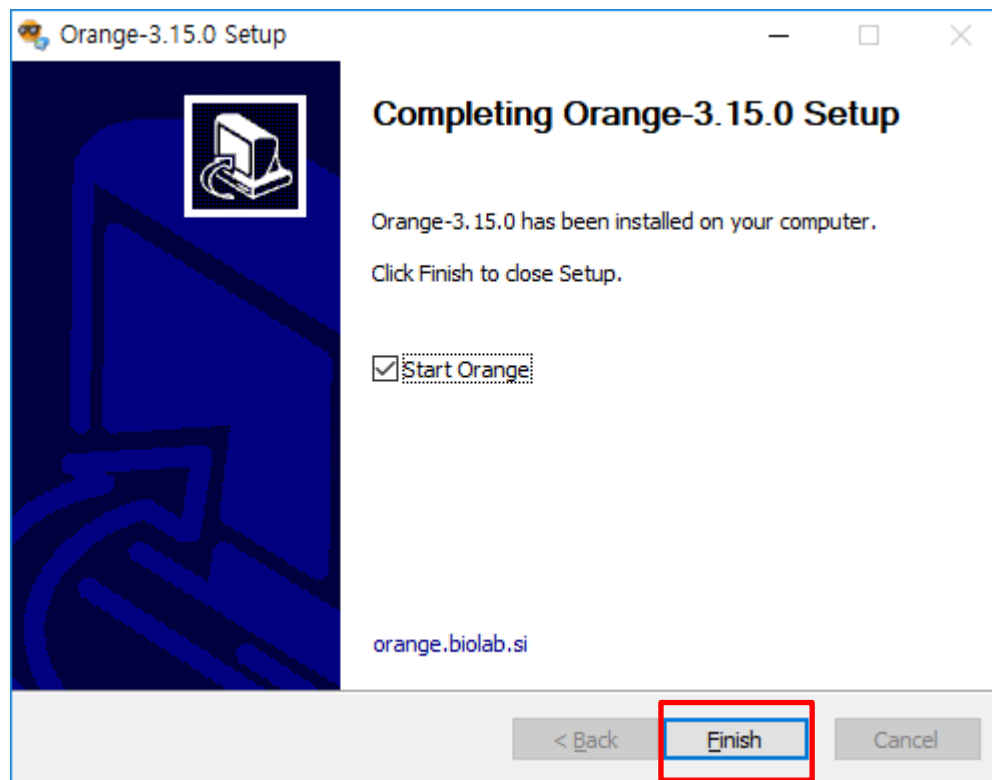 Orange-3.15.0 Setup
Completing Orange-3.15.0 Setup
Orange-3.15.0 has been installed on your computer.
Click Finish to close Setup.
Start Orange
orange.biolab.si
< Back Finish Cancel